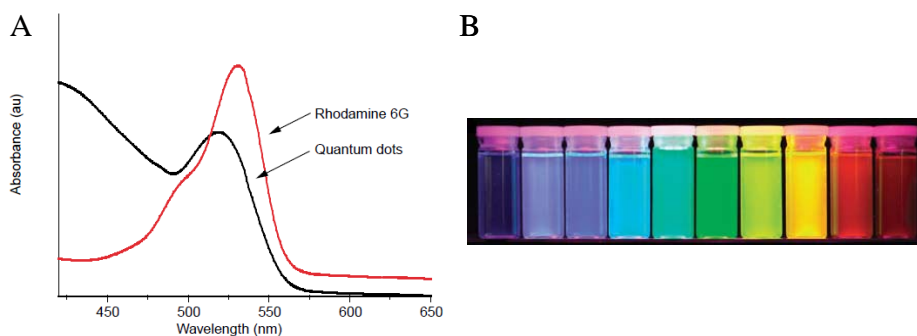 A
B
Absorbance (au)
Rhodamine 6G
Quantum dots
450
500
550
600
650
Wavelength (nm)